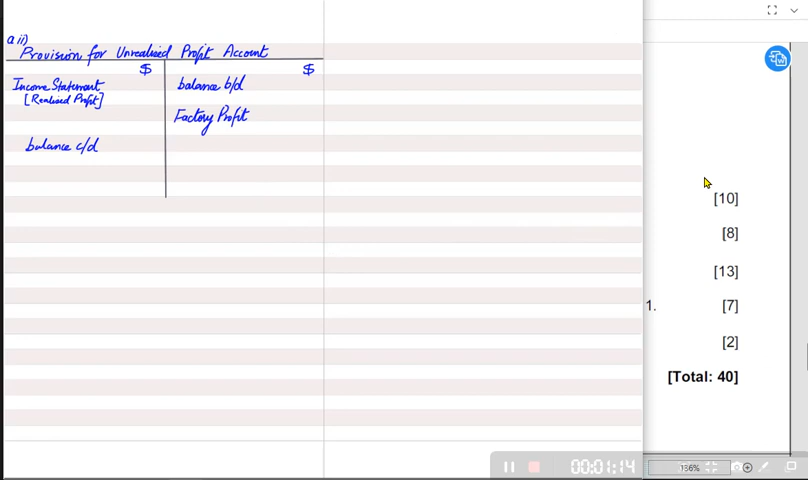 a ii)
Provision for Unrealised Profit Account
$ $
Income Statement balance b/d
[Realised Profit]
Factory Profit
balance c/d
[10]
[8]
[13]
1. [7]
[2]
[Total: 40]
00:01:14
136%